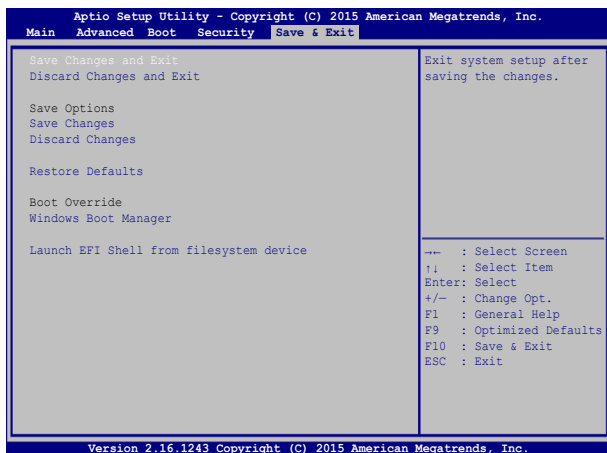 Aptio Setup Utility - Copyright (C) 2015 American Megatrends, Inc.
Main Advanced Boot Security Save & Exit
Save Changes and Exit
Discard Changes and Exit
Save Options
Save Changes
Discard Changes
Restore Defaults
Boot Override
Windows Boot Manager
Launch EFI Shell from filesystem device
Exit system setup after
saving the changes.
→← : Select Screen
↑↓ : Select Item
Enter: Select
+/— : Change Opt.
F1 : General Help
F9 : Optimized Defaults
F10 : Save & Exit
ESC : Exit
Version 2.16.1243 Copyright (C) 2015 American Megatrends, Inc.